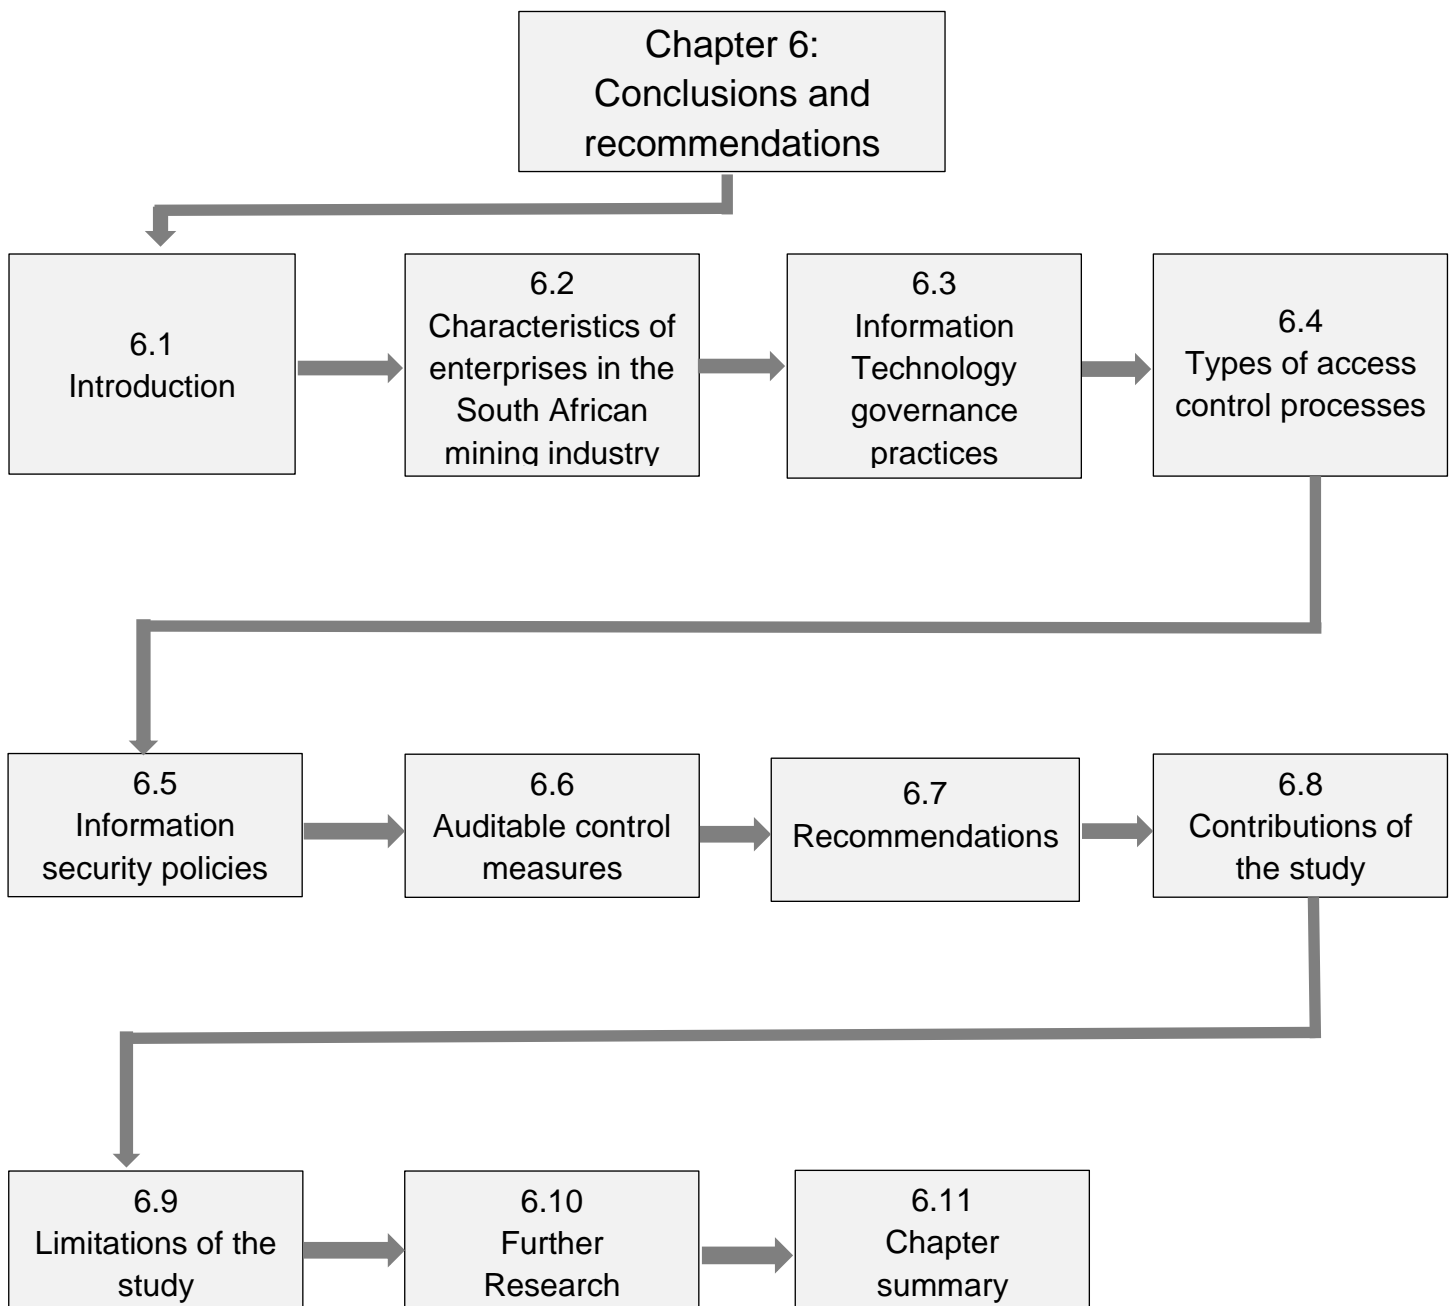 Chapter 6:
Conclusions and
recommendations
6.1
Introduction
6.2
Characteristics of
enterprises in the
South African
mining industry
6.3
Information
Technology
governance
practices
6.4
Types of access
control processes
6.5
Information
security policies
6.6
Auditable control
measures
6.7
Recommendations
6.8
Contributions of
the study
6.9
Limitations of the
study
6.10
Further
Research
6.11
Chapter
summary